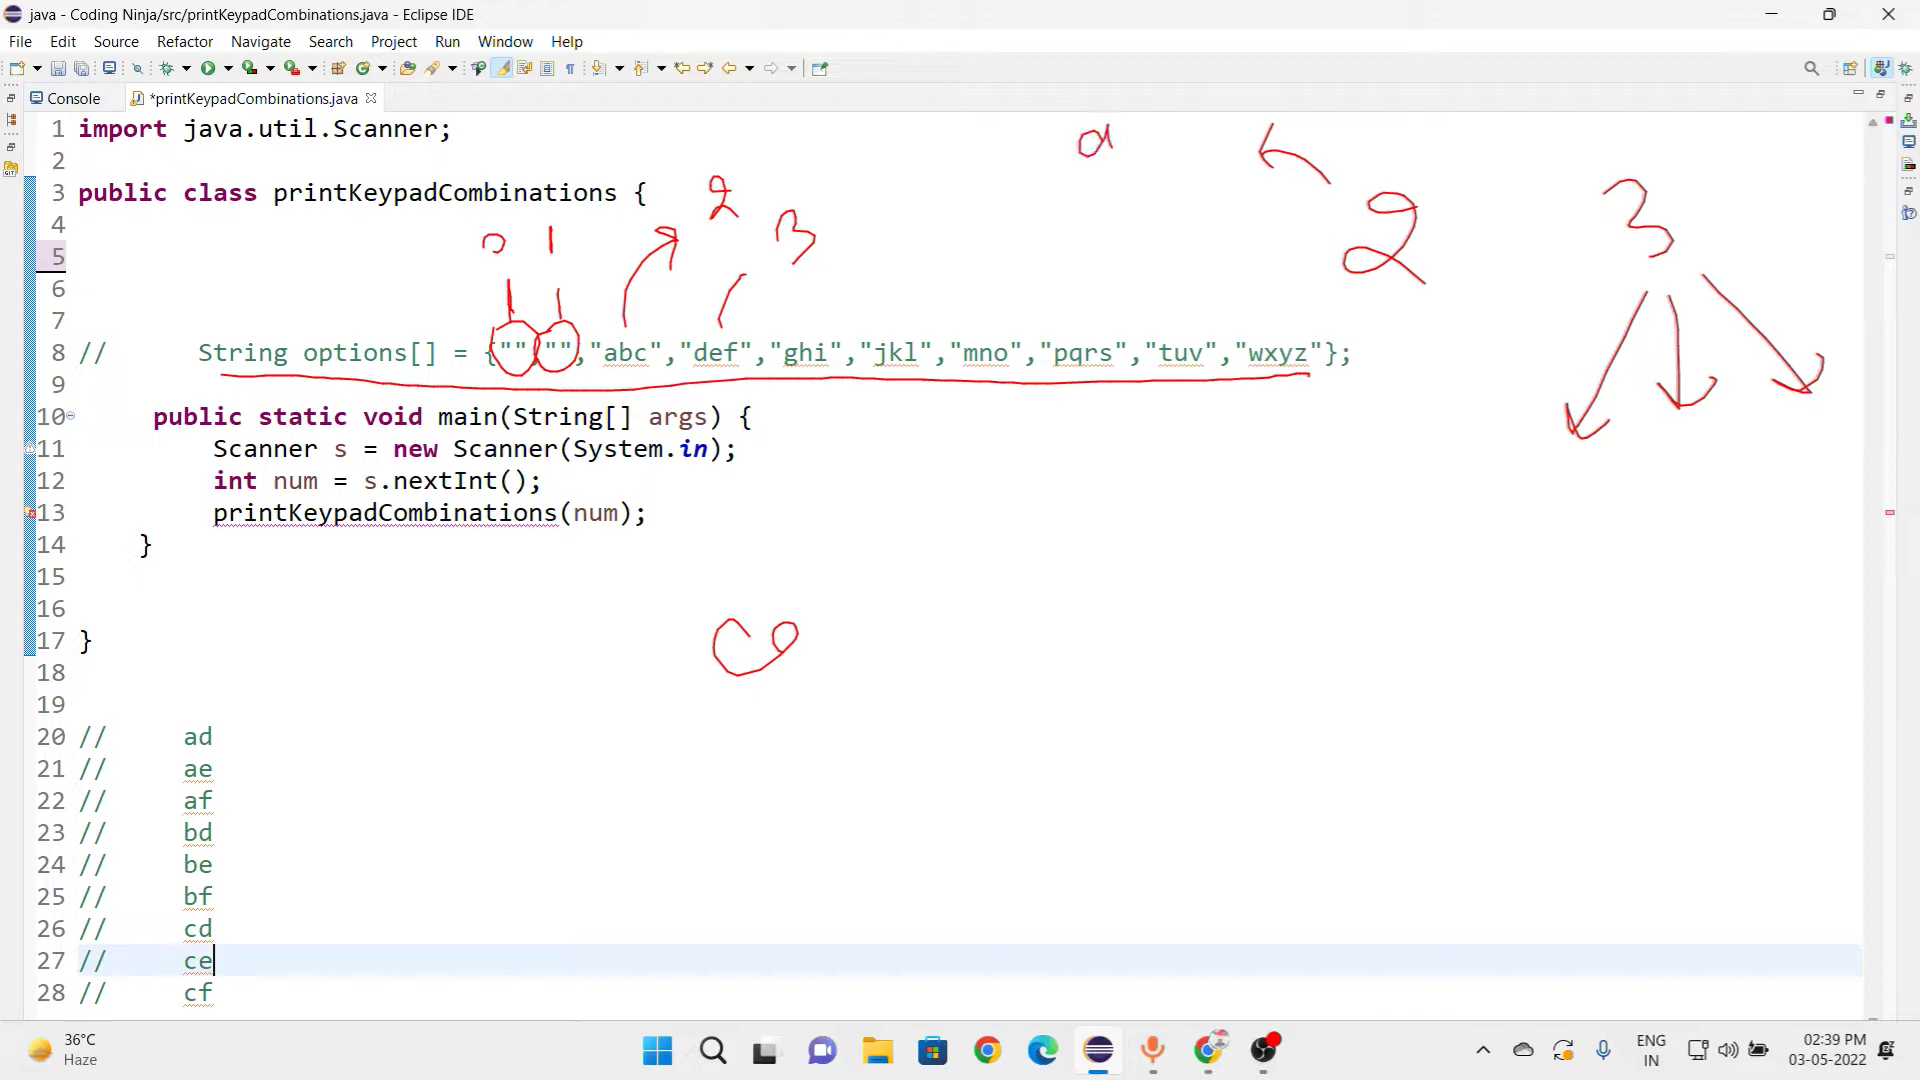 java - Coding Ninja/src/printKeypadCombinations.java - Eclipse IDE
File Edit Source Refactor Navigate Search Project Run Window Help
Console *printKeypadCombinations.java
1 import java.util.Scanner;
2
3 public class printKeypadCombinations {
4
5
6
7
8 // String options[] = {"","","abc","def","ghi","jkl","mno","pqrs","tuv","wxyz"};
9
10 public static void main(String[] args) {
11 Scanner s = new Scanner(System.in);
12 int num = s.nextInt();
13 printKeypadCombinations(num);
14 }
15
16
17 }
18
19
20 // ad
21 // ae
22 // af
23 // bd
24 // be
25 // bf
26 // cd
27 // ce
28 // cf
0 1 2 3
2 3
36°C
Haze
ENG
IN
02:39 PM
03-05-2022